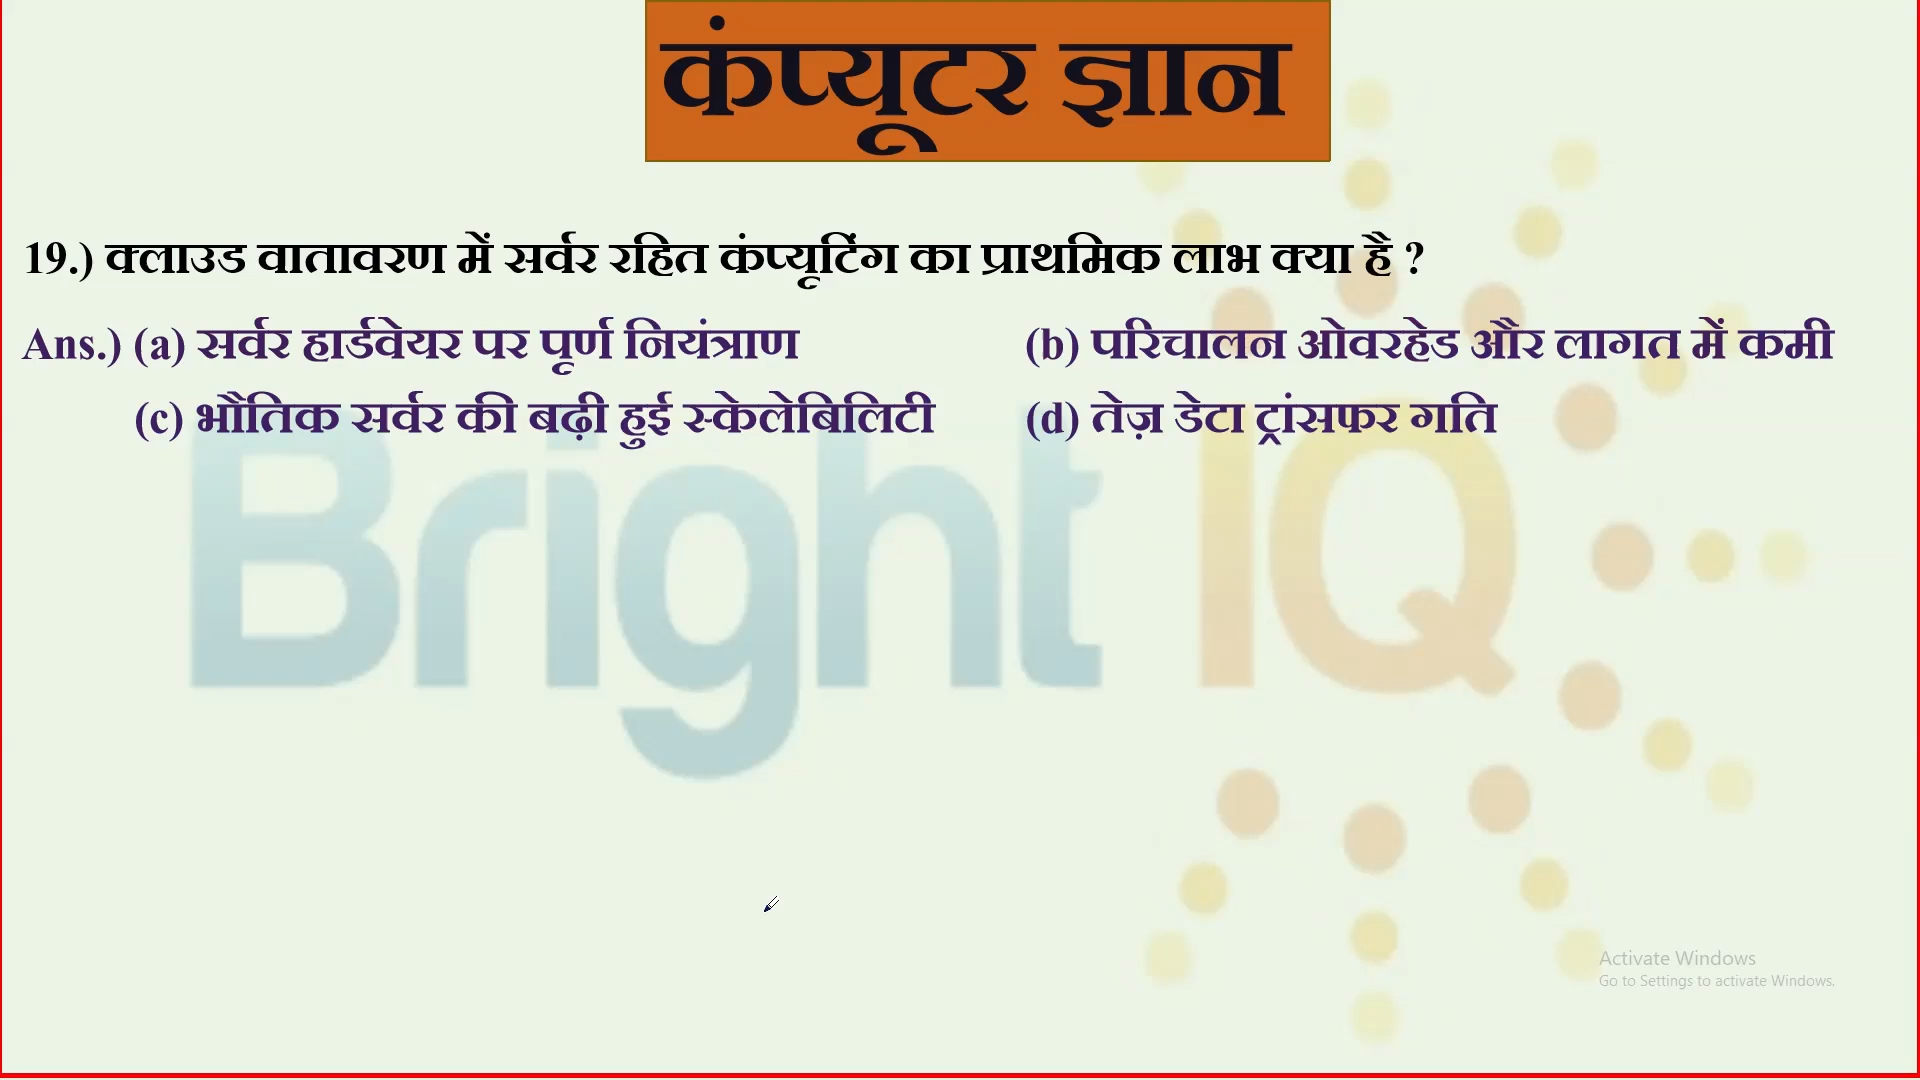 कंप्यूटर ज्ञान
19.) क्लाउड वातावरण में सर्वर रहित कंप्यूटिंग का प्राथमिक लाभ क्या है ?
Ans.) (a) सर्वर हार्डवेयर पर पूर्ण नियंत्राण (b) परिचालन ओवरहेड और लागत में कमी
(c) भौतिक सर्वर की बढ़ी हुई स्केलेबिलिटी (d) तेज़ डेटा ट्रांसफर गति
Bright IQ
Activate Windows
Go to Settings to activate Windows.